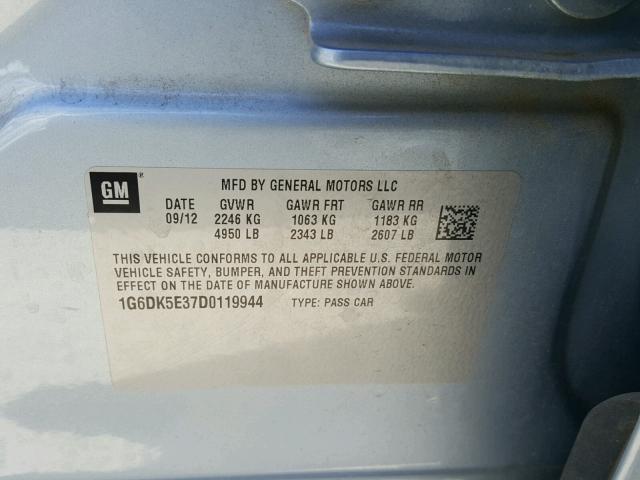 GM ®
MFD BY GENERAL MOTORS LLC
DATE GVWR GAWR FRT GAWR RR
09/12 2246 KG 1063 KG 1183 KG
4950 LB 2343 LB 2607 LB
THIS VEHICLE CONFORMS TO ALL APPLICABLE U.S. FEDERAL MOTOR
VEHICLE SAFETY, BUMPER, AND THEFT PREVENTION STANDARDS IN
EFFECT ON THE DATE OF MANUFACTURE SHOWN ABOVE.
1G6DK5E37D0119944 TYPE: PASS CAR